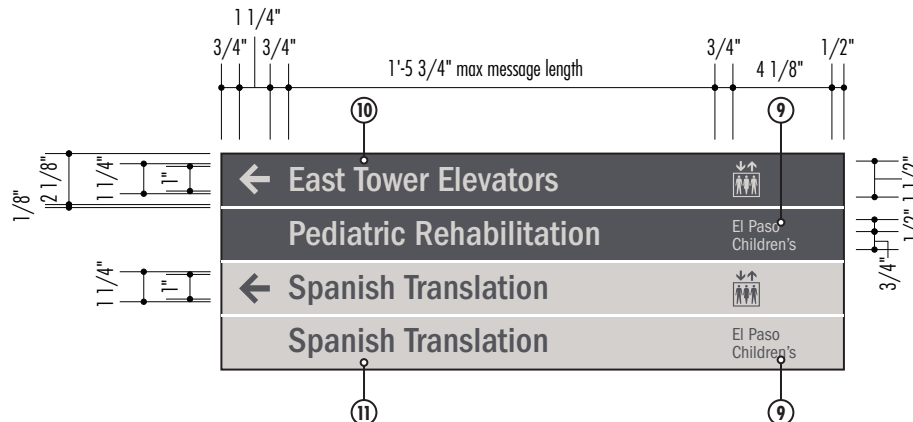 1 1/4"
3/4" 3/4" 1'-5 3/4" max message length 3/4" 4 1/8" 1/2"
10 9
1/8" 2 1/8" 1 1/4" 1" East Tower Elevators 1 1/2"
Pediatric Rehabilitation El Paso
Children's 1/2" 3/4"
1 1/4" 1" Spanish Translation
Spanish Translation El Paso
Children's
11 9